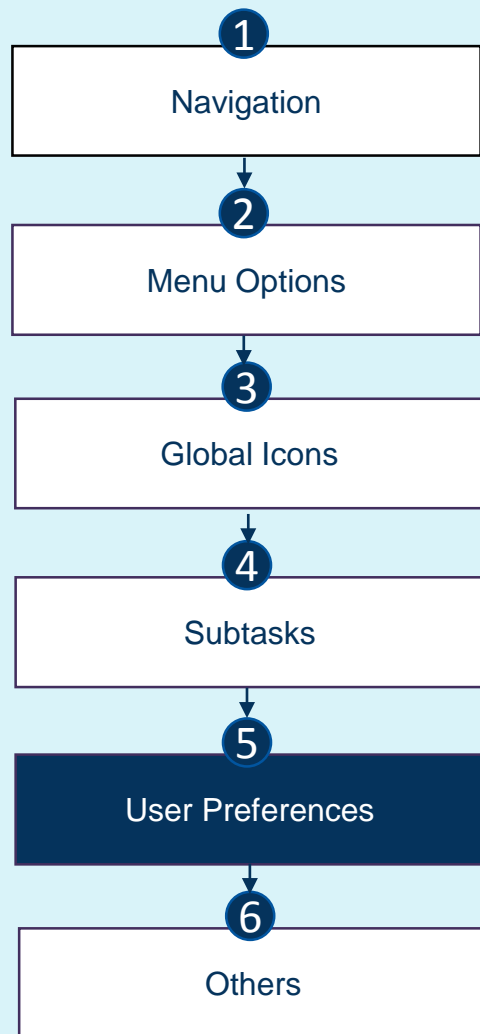 1
Navigation
2
Menu Options
3
Global Icons
4
Subtasks
5
User Preferences
6
Others